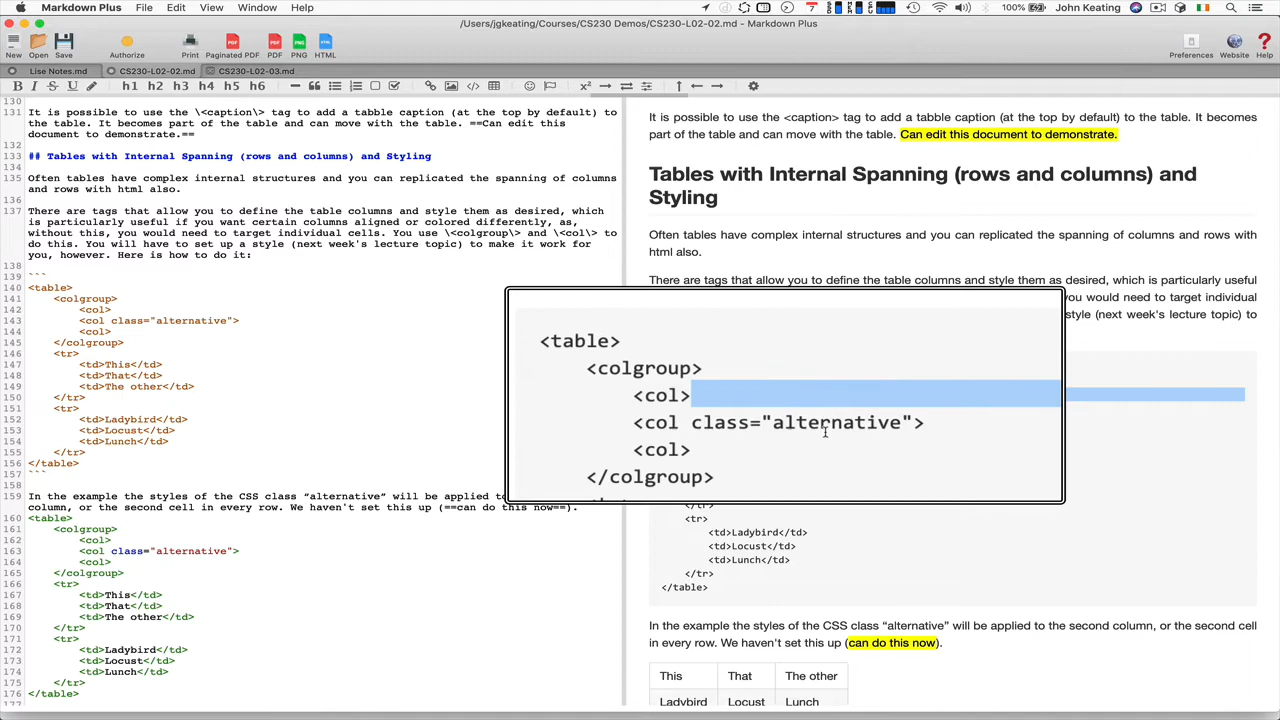 Markdown Plus File Edit View Window Help
100% John Keating
/Users/jgkeating/Courses/CS230 Demos/CS230-L02-02.md - Markdown Plus
New Open Save Authorize Print Paginated PDF PDF PNG HTML Preferences Website Help
Lise Notes.md CS230-L02-02.md CS230-L02-03.md
B I S U h1 h2 h3 h4 h5 h6
130
131 It is possible to use the \<caption\> tag to add a tabble caption (at the top by default) to
the table. It becomes part of the table and can move with the table. ==Can edit this
document to demonstrate.==
132
133 ## Tables with Internal Spanning (rows and columns) and Styling
134
135 Often tables have complex internal structures and you can replicated the spanning of columns
and rows with html also.
136
137 There are tags that allow you to define the table columns and style them as desired, which
is particularly useful if you want certain columns aligned or colored differently, as,
without this, you would need to target individual cells. You use \<colgroup\> and \<col\> to
do this. You will have to set up a style (next week's lecture topic) to make it work for
you, however. Here is how to do it:
138
139 ```
140 <table>
141 <colgroup>
142 <col>
143 <col class="alternative">
144 <col>
145 </colgroup>
146 <tr>
147 <td>This</td>
148 <td>That</td>
149 <td>The other</td>
150 </tr>
151 <tr>
152 <td>Ladybird</td>
153 <td>Locust</td>
154 <td>Lunch</td>
155 </tr>
156 </table>
157 ```
158
159 In the example the styles of the CSS class “alternative” will be applied to
column, or the second cell in every row. We haven't set this up (==can do this now==).
160 <table>
161 <colgroup>
162 <col>
163 <col class="alternative">
164 <col>
165 </colgroup>
166 <tr>
167 <td>This</td>
168 <td>That</td>
169 <td>The other</td>
170 </tr>
171 <tr>
172 <td>Ladybird</td>
173 <td>Locust</td>
174 <td>Lunch</td>
175 </tr>
176 </table>
177
It is possible to use the <caption> tag to add a tabble caption (at the top by default) to the table. It becomes
part of the table and can move with the table. Can edit this document to demonstrate.
Tables with Internal Spanning (rows and columns) and
Styling
Often tables have complex internal structures and you can replicated the spanning of columns and rows with
html also.
There are tags that allow you to define the table columns and style them as desired, which is particularly useful
you would need to target individual
style (next week's lecture topic) to
<table>
<colgroup>
<col>
<col class="alternative">
<col>
</colgroup>
</tr>
<tr>
<td>Ladybird</td>
<td>Locust</td>
<td>Lunch</td>
</tr>
</table>
In the example the styles of the CSS class “alternative” will be applied to the second column, or the second cell
in every row. We haven't set this up (can do this now).
This That The other
Ladybird Locust Lunch